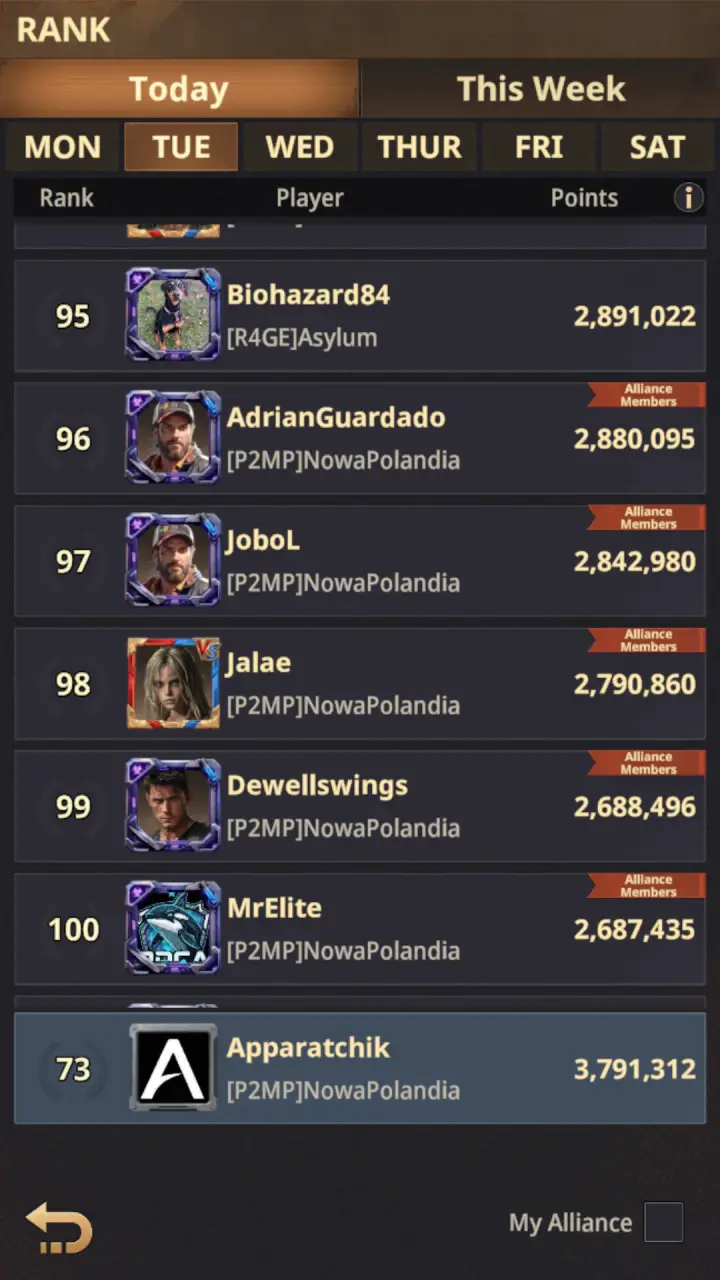 RANK
Today
This Week
MON
TUE
WED
THUR
FRI
SAT
Rank
Player
Points
95
Biohazard84
[R4GE]Asylum
2,891,022
Alliance
Members
96
AdrianGuardado
[P2MP]NowaPolandia
2,880,095
Alliance
Members
97
JoboL
[P2MP]NowaPolandia
2,842,980
Alliance
Members
98
VS
Jalae
[P2MP]NowaPolandia
2,790,860
Alliance
Members
99
Dewellswings
[P2MP]NowaPolandia
2,688,496
Alliance
Members
100
MrElite
[P2MP]NowaPolandia
2,687,435
73
Apparatchik
[P2MP]NowaPolandia
3,791,312
My Alliance